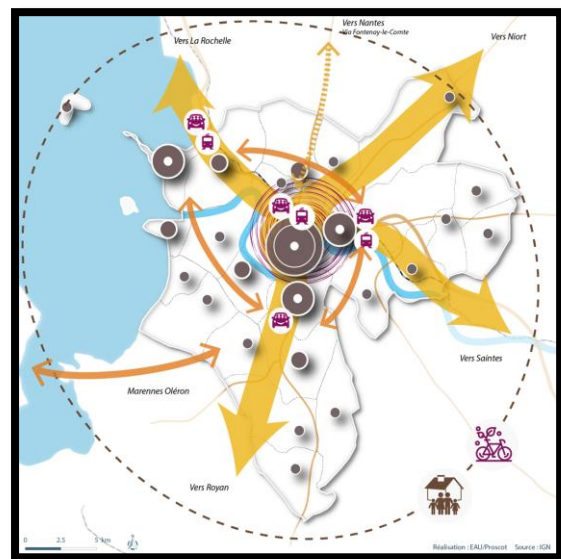 Vers Nantes
Via Fontenay-le-Comte
Vers La Rochelle
Vers Niort
Vers Saintes
Marennes Oléron
Vers Royan
0 2.5 5 km
Réalisation : EAU/Proscot Source : IGN